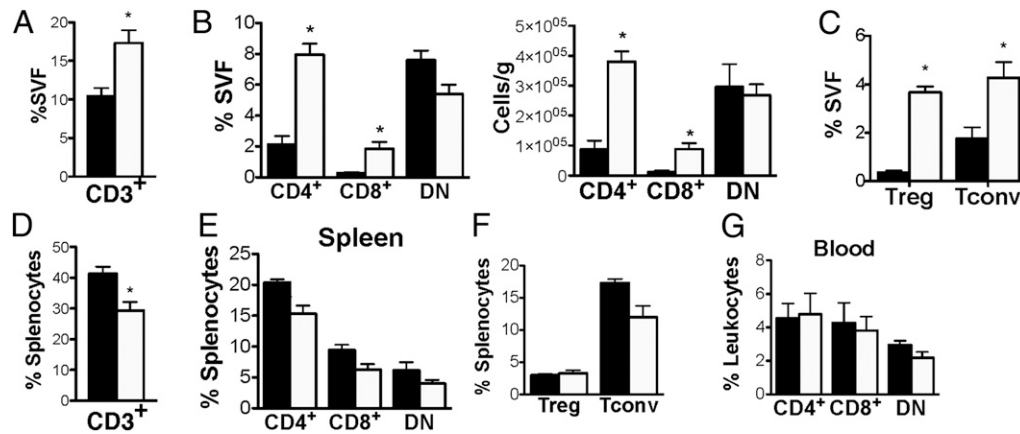 A
%SVF
20
15
10
5
0
*
CD3+
B
% SVF
10
8
6
4
2
0
*
*
CD4+ CD8+ DN
Cells/g
5×10^05
4×10^05
3×10^05
2×10^05
1×10^05
0
*
*
CD4+ CD8+ DN
C
% SVF
6
4
2
0
*
*
Treg Tconv
D
% Splenocytes
50
40
30
20
10
0
*
CD3+
E
Spleen
% Splenocytes
25
20
15
10
5
0
CD4+ CD8+ DN
F
% Splenocytes
20
15
10
5
0
Treg Tconv
G
Blood
% Leukocytes
8
6
4
2
0
CD4+ CD8+ DN